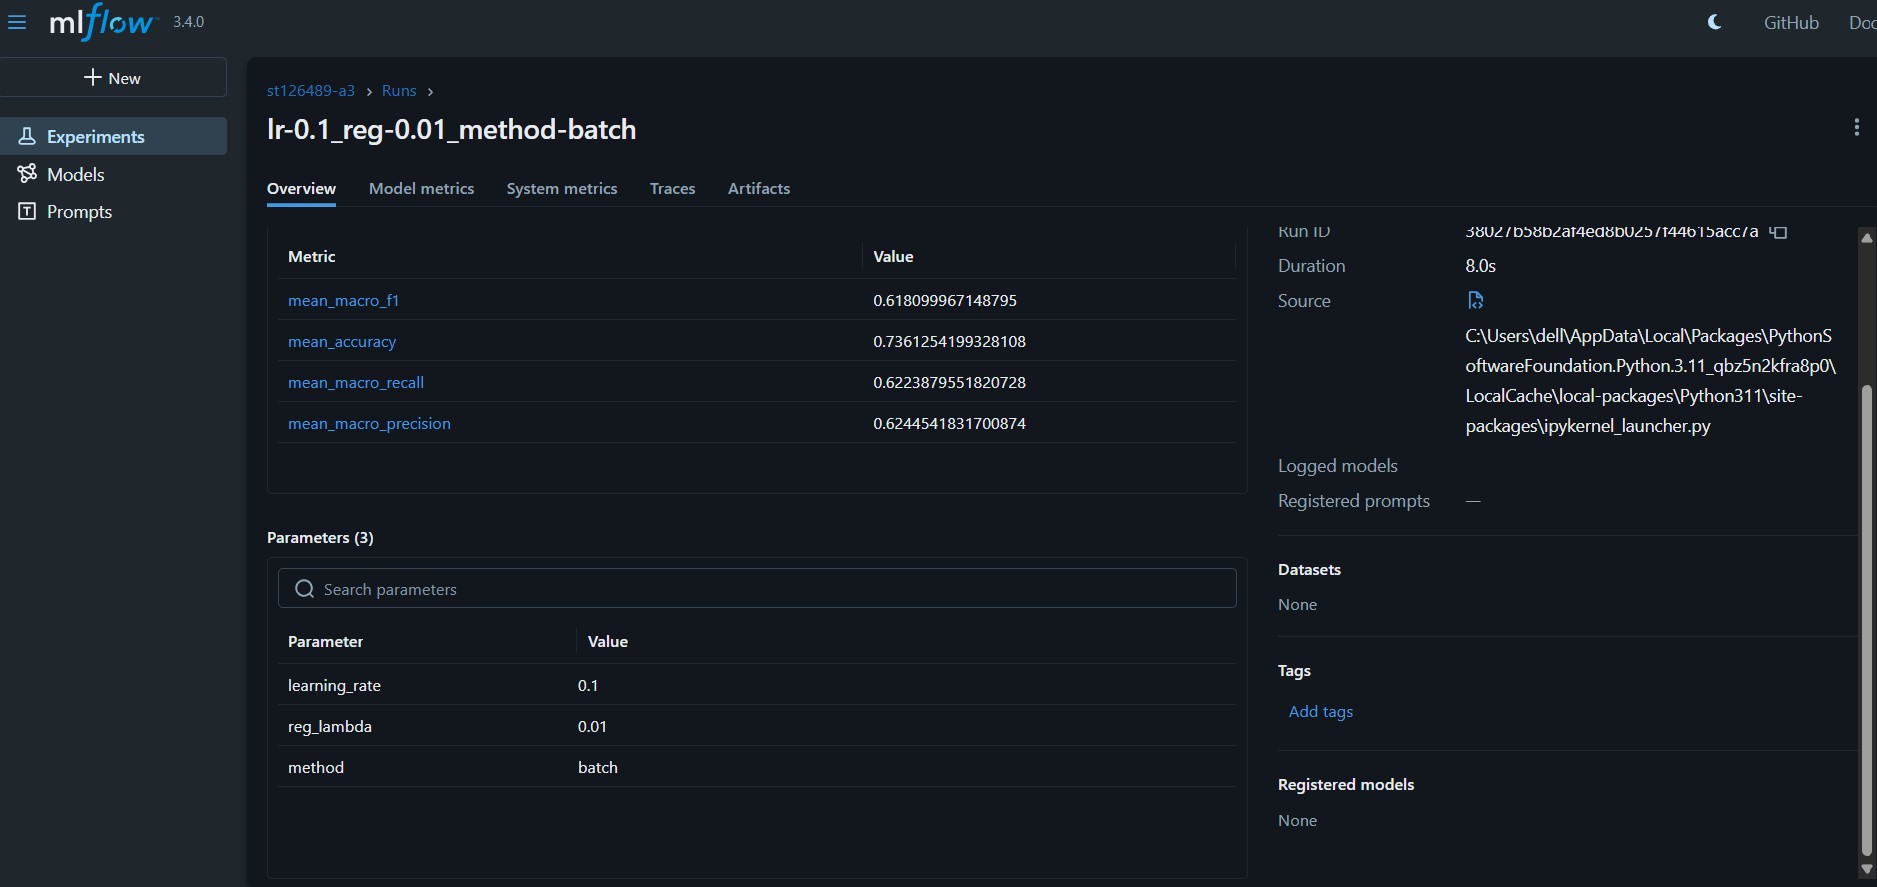 mlflow 3.4.0
GitHub
Doc
New
Experiments
Models
Prompts
st126489-a3 > Runs >
lr-0.1_reg-0.01_method-batch
Overview Model metrics System metrics Traces Artifacts
Metric Value
mean_macro_f1 0.618099967148795
mean_accuracy 0.7361254199328108
mean_macro_recall 0.6223879551820728
mean_macro_precision 0.6244541831700874
Parameters (3)
Search parameters
Parameter Value
learning_rate 0.1
reg_lambda 0.01
method batch
Run ID 38027b58b2af4ed8b0257f44615acc7a
Duration 8.0s
Source
C:\Users\dell\AppData\Local\Packages\PythonS
oftwareFoundation.Python.3.11_qbz5n2kfra8p0\
LocalCache\local-packages\Python311\site-
packages\ipykernel_launcher.py
Logged models
Registered prompts —
Datasets
None
Tags
Add tags
Registered models
None